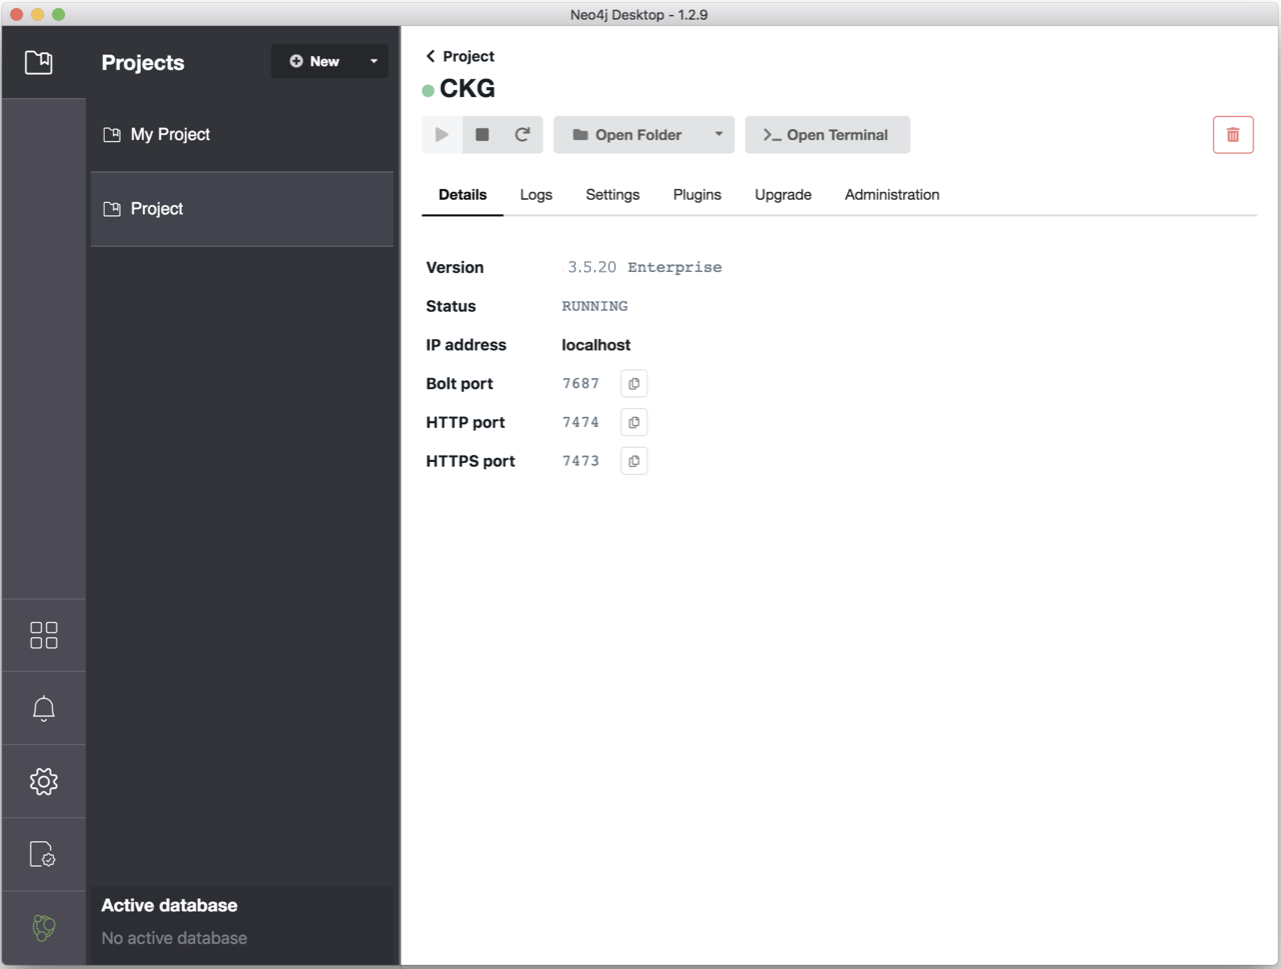 Neo4j Desktop - 1.2.9
Projects
New
My Project
Project
Active database
No active database
Project
CKG
Open Folder
Open Terminal
Details Logs Settings Plugins Upgrade Administration
Version 3.5.20 Enterprise
Status RUNNING
IP address localhost
Bolt port 7687
HTTP port 7474
HTTPS port 7473